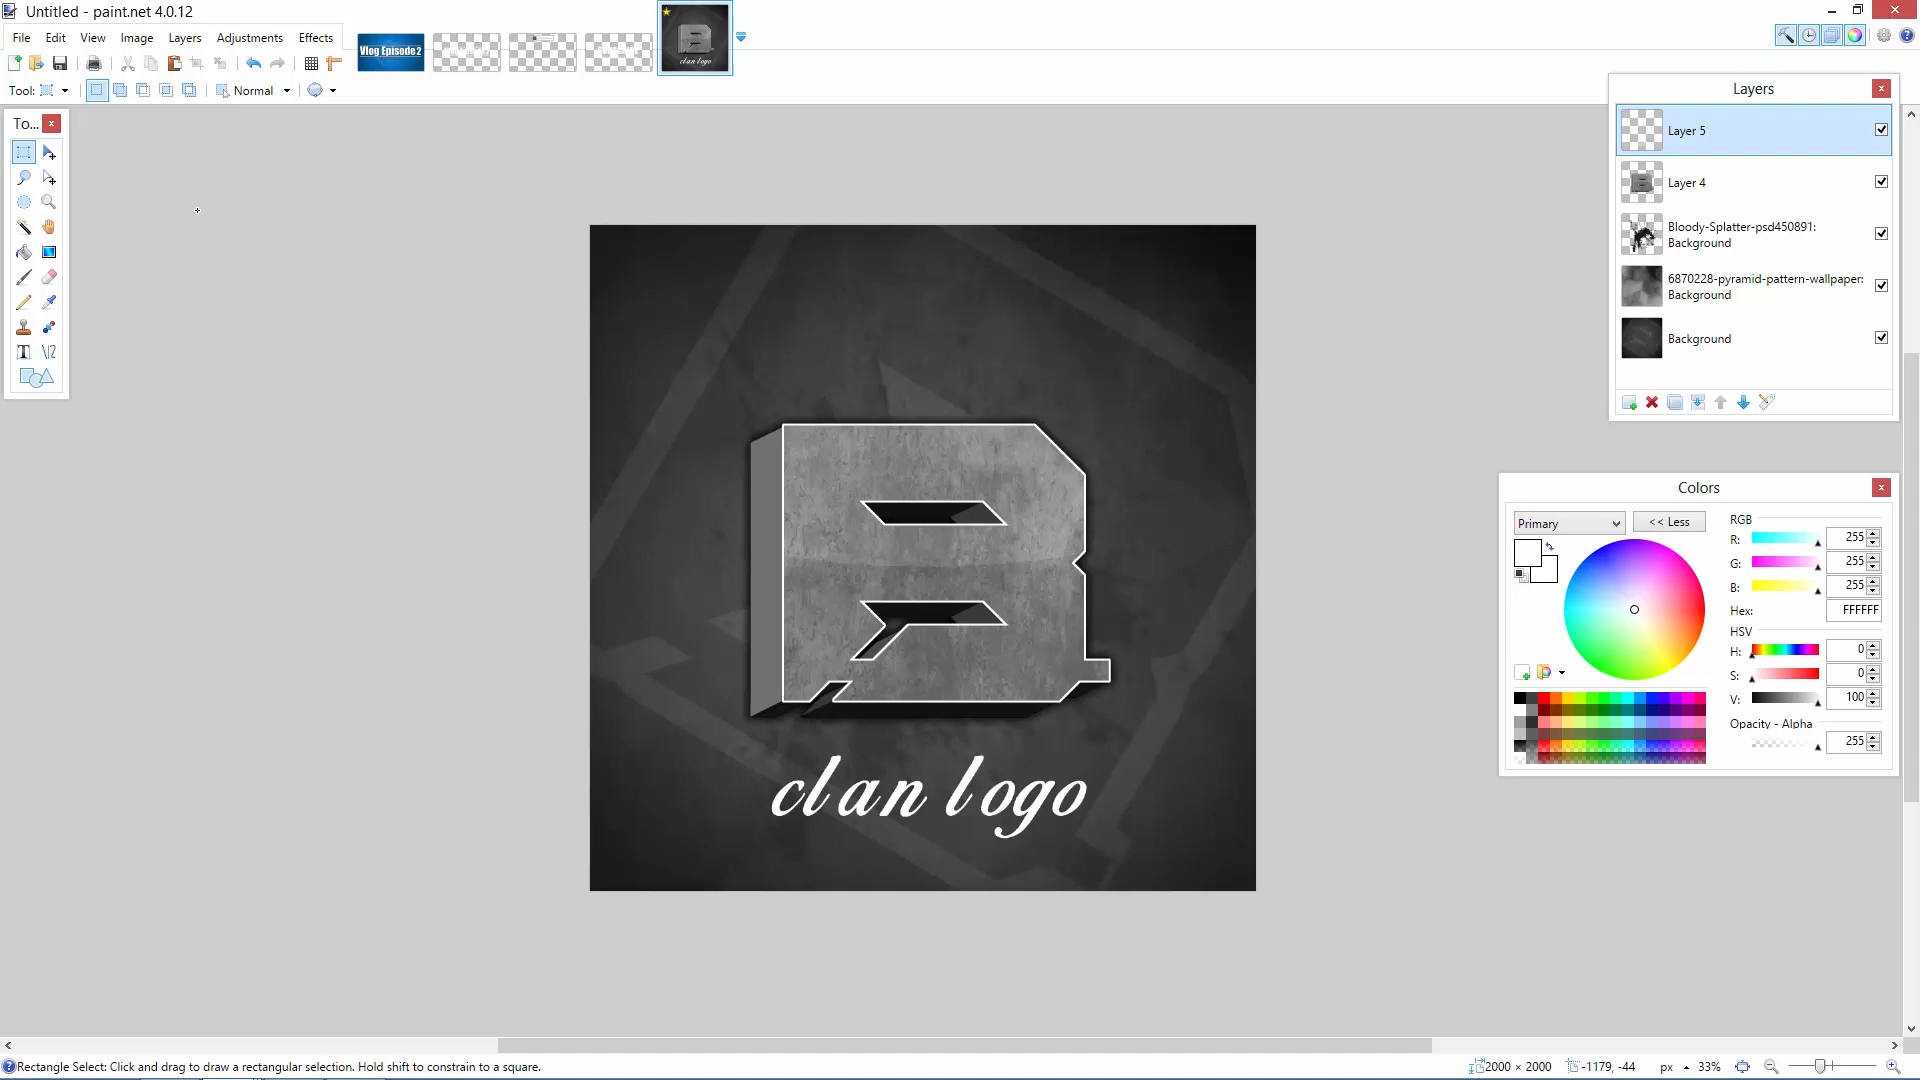 Untitled - paint.net 4.0.12
File Edit View Image Layers Adjustments Effects
Vlog Episode2
clan logo
Tool:
Normal
To...
Layers
Layer 5
Layer 4
Bloody-Splatter-psd450891:
Background
6870228-pyramid-pattern-wallpaper:
Background
Background
clan logo
Colors
Primary
<< Less
RGB
R: 255
G: 255
B: 255
Hex: FFFFFF
HSV
H: 0
S: 0
V: 100
Opacity - Alpha
255
Rectangle Select: Click and drag to draw a rectangular selection. Hold shift to constrain to a square.
2000 × 2000
-1179, -44
px
33%